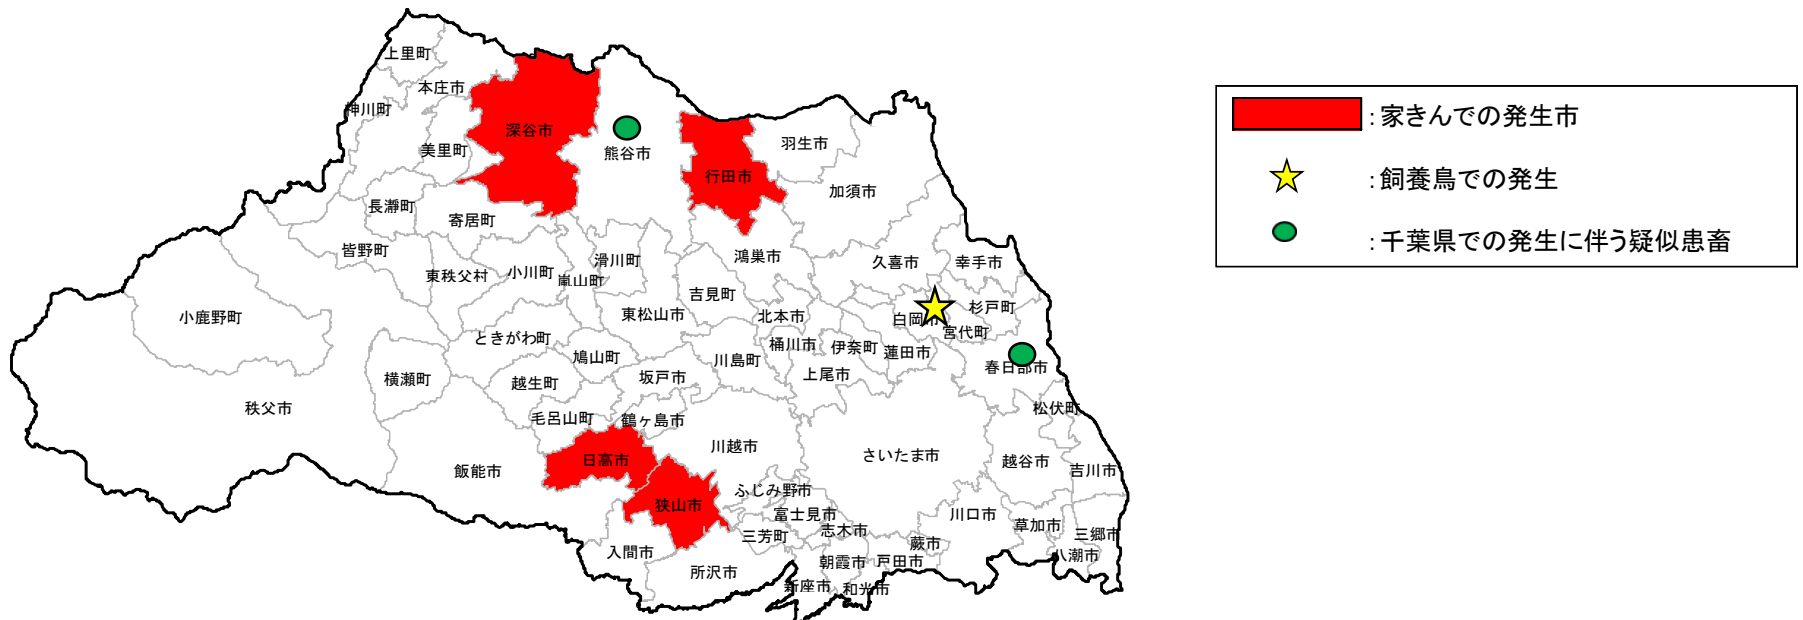 上里町
本庄市
神川町
美里町
深谷市
熊谷市
行田市
羽生市
加須市
長瀞町
寄居町
皆野町
東秩父村
小川町
嵐山町
滑川町
鴻巣市
久喜市
幸手市
小鹿野町
ときがわ町
東松山市
吉見町
北本市
白岡市
杉戸町
宮代町
横瀬町
鳩山町
越生町
坂戸市
川島町
桶川市
伊奈町
蓮田市
上尾市
春日部市
秩父市
毛呂山町
鶴ヶ島市
松伏町
飯能市
日高市
川越市
さいたま市
越谷市
吉川市
狭山市
ふじみ野市
富士見市
三芳町
志木市
川口市
草加市
三郷市
八潮市
入間市
所沢市
朝霞市
新座市
和光市
戸田市
蕨市
:家きんでの発生市
:飼養鳥での発生
:千葉県での発生に伴う疑似患畜